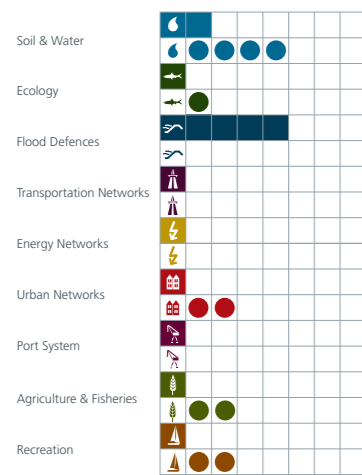 Soil & Water
Ecology
Flood Defences
Transportation Networks
Energy Networks
Urban Networks
Port System
Agriculture & Fisheries
Recreation